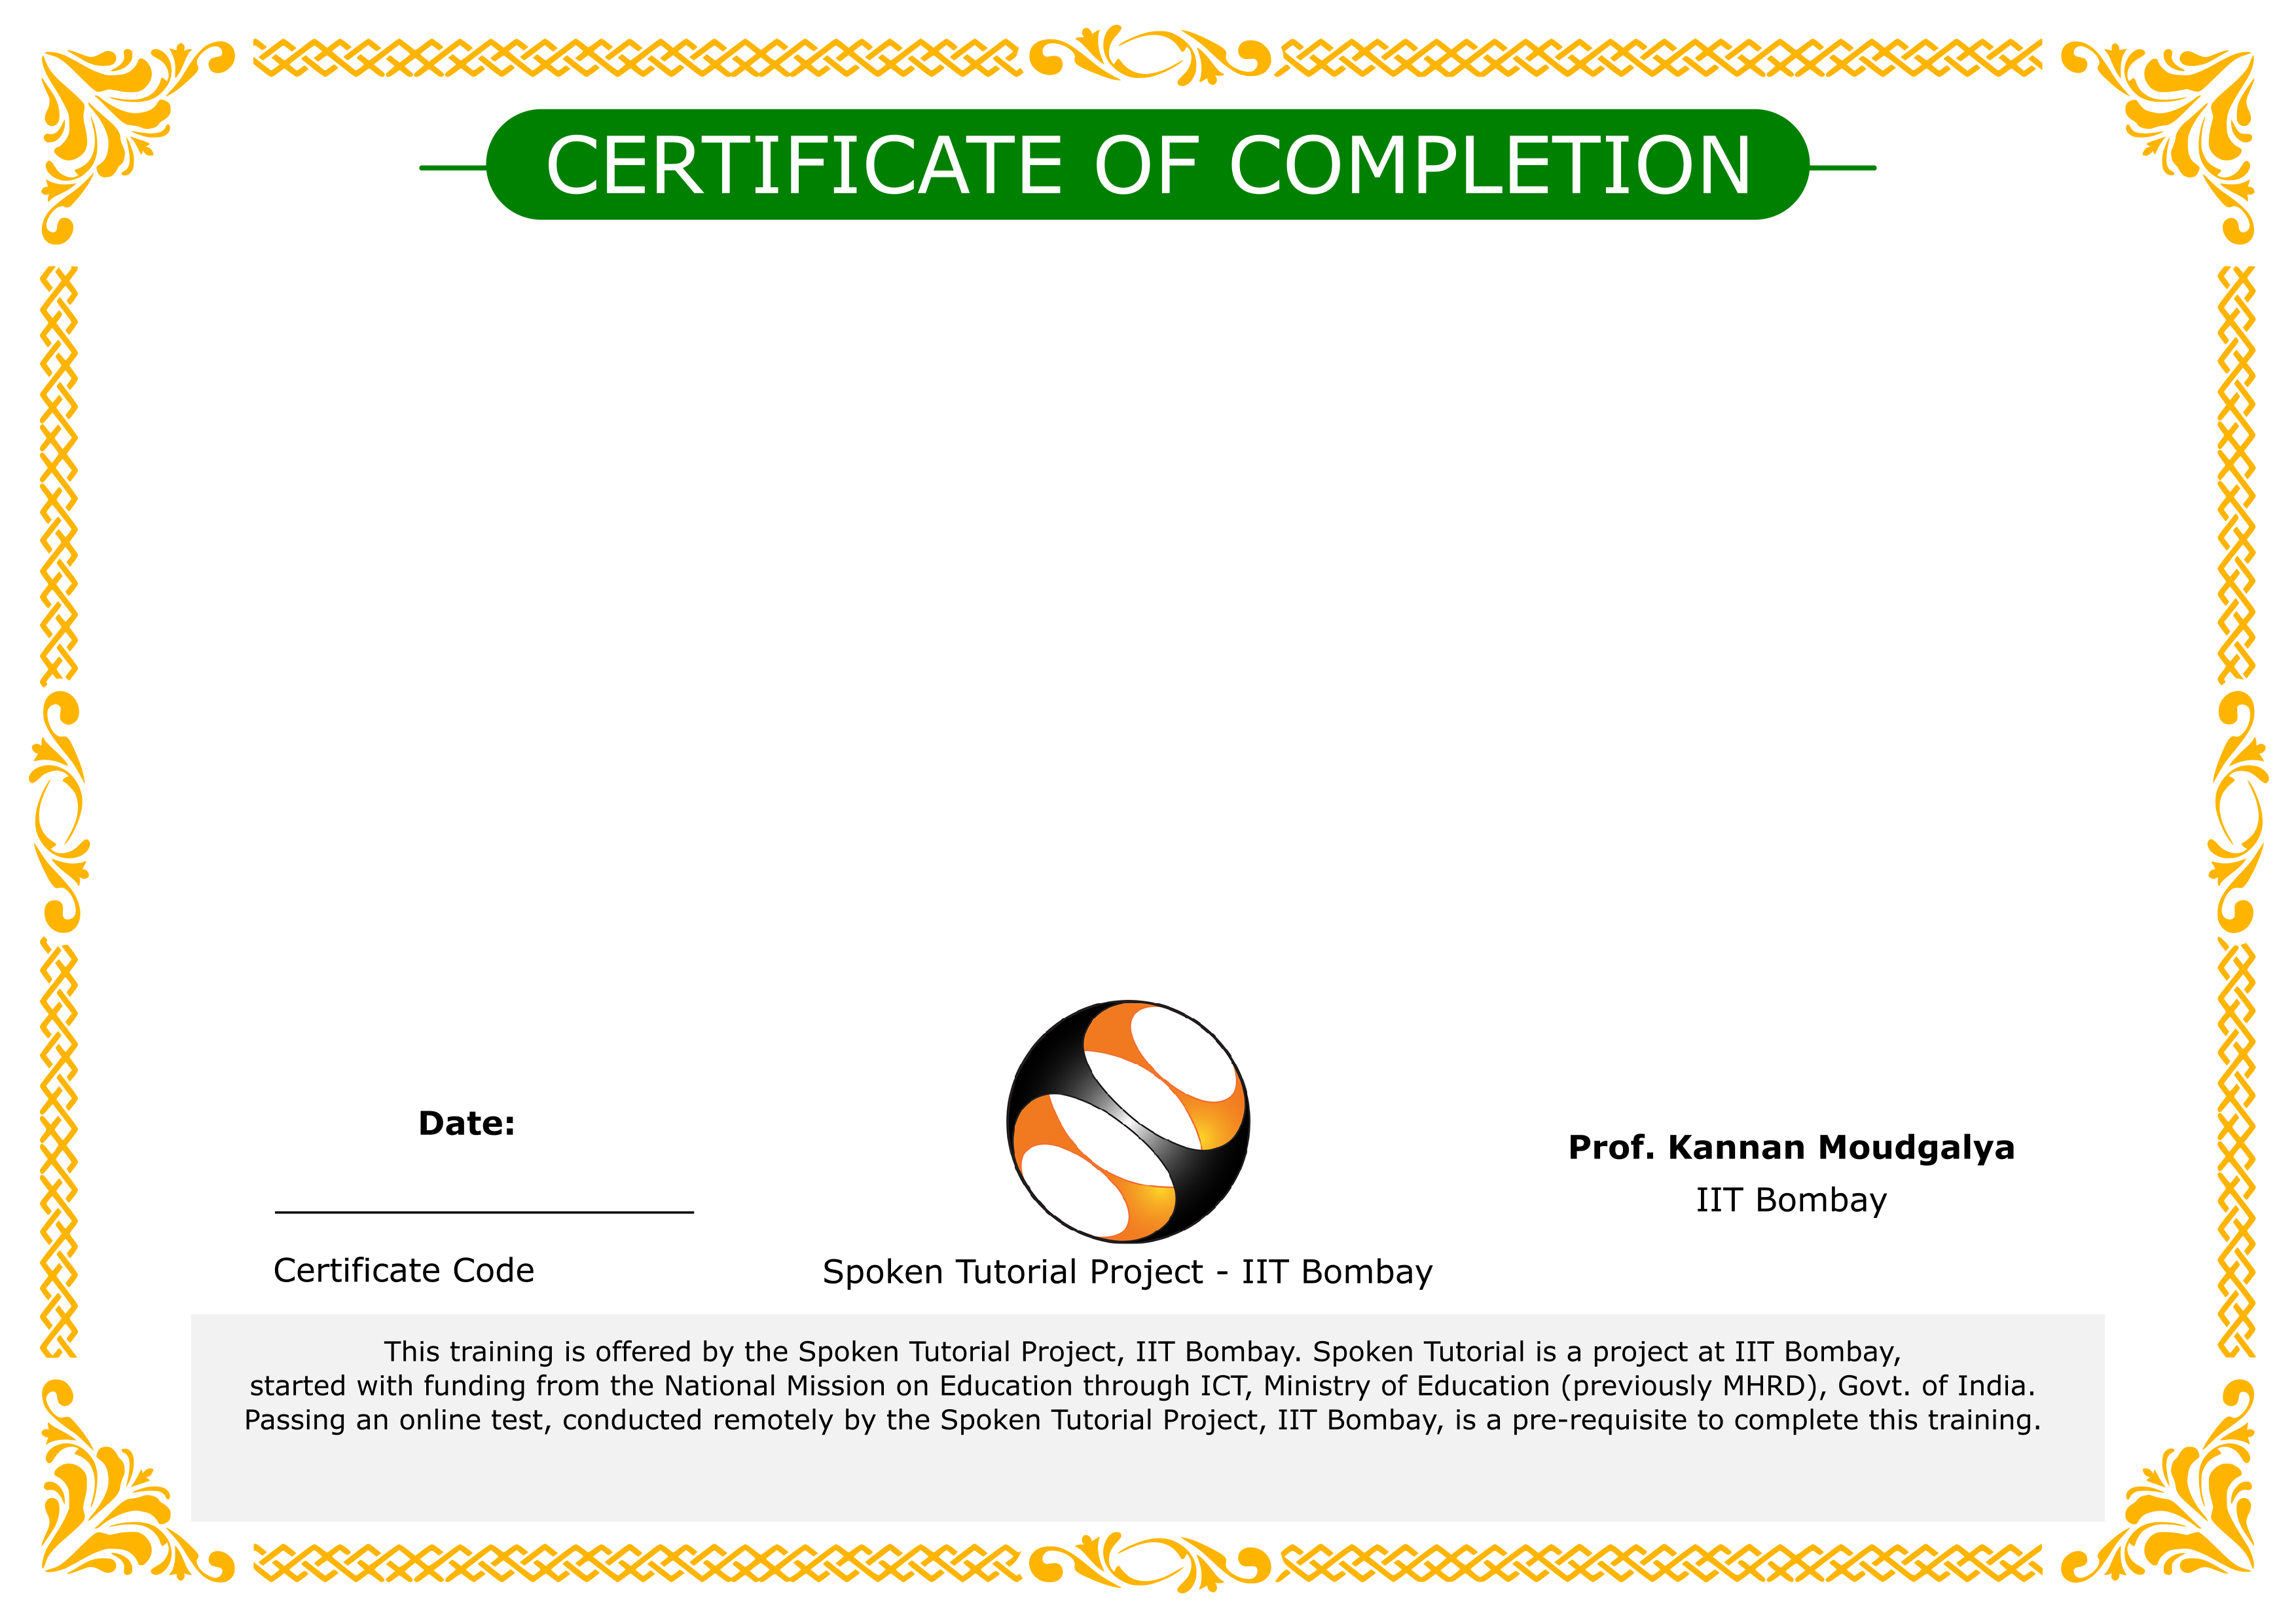 CERTIFICATE OF COMPLETION
Date:
Prof. Kannan Moudgalya
IIT Bombay
Certificate Code
Spoken Tutorial Project - IIT Bombay
This training is offered by the Spoken Tutorial Project, IIT Bombay. Spoken Tutorial is a project at IIT Bombay,
started with funding from the National Mission on Education through ICT, Ministry of Education (previously MHRD), Govt. of India.
Passing an online test, conducted remotely by the Spoken Tutorial Project, IIT Bombay, is a pre-requisite to complete this training.